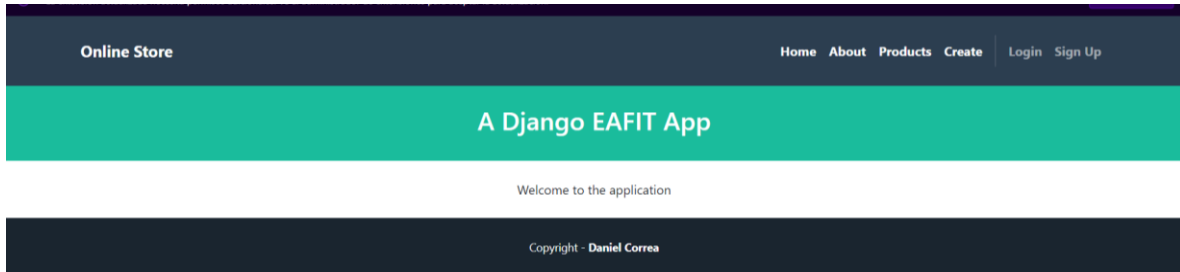 Online Store Home About Products Create Login Sign Up
A Django EAFIT App
Welcome to the application
Copyright - Daniel Correa